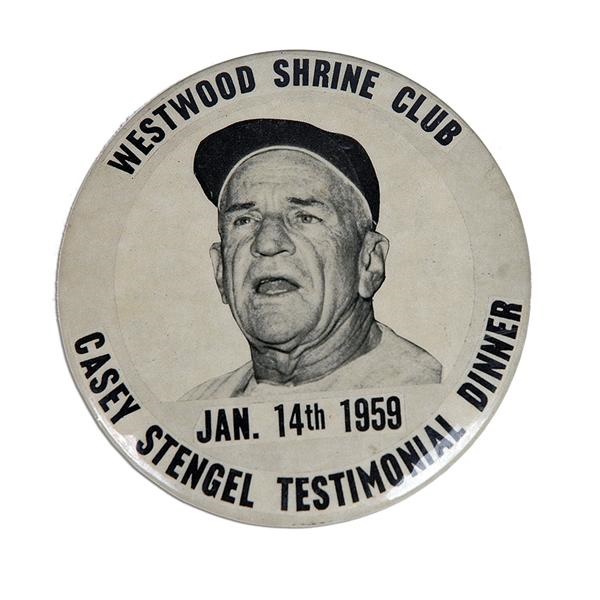 WESTWOOD SHRINE CLUB
JAN. 14th 1959
CASEY STENGEL TESTIMONIAL DINNER